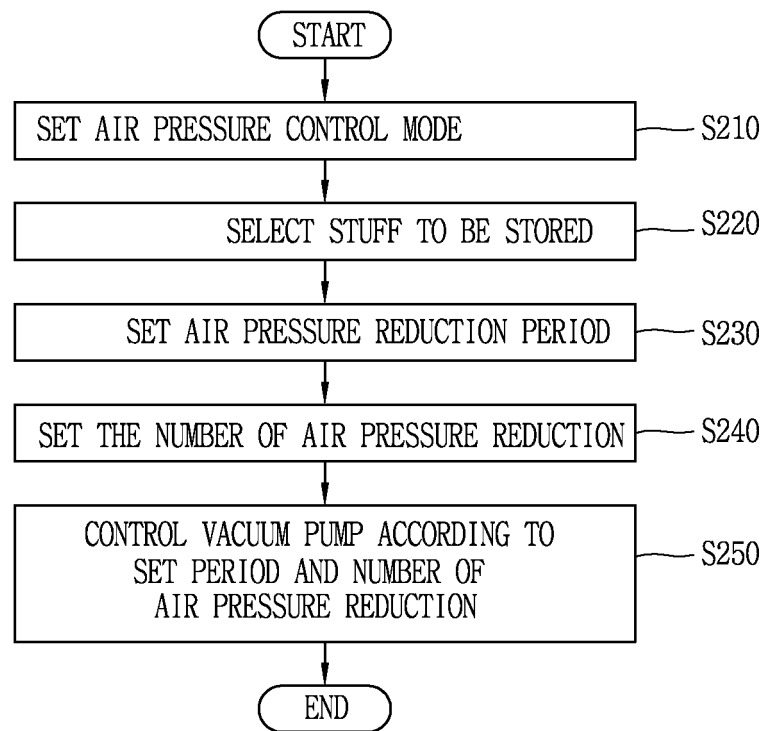 START
SET AIR PRESSURE CONTROL MODE
S210
SELECT STUFF TO BE STORED
S220
SET AIR PRESSURE REDUCTION PERIOD
S230
SET THE NUMBER OF AIR PRESSURE REDUCTION
S240
CONTROL VACUUM PUMP ACCORDING TO
SET PERIOD AND NUMBER OF
AIR PRESSURE REDUCTION
S250
END